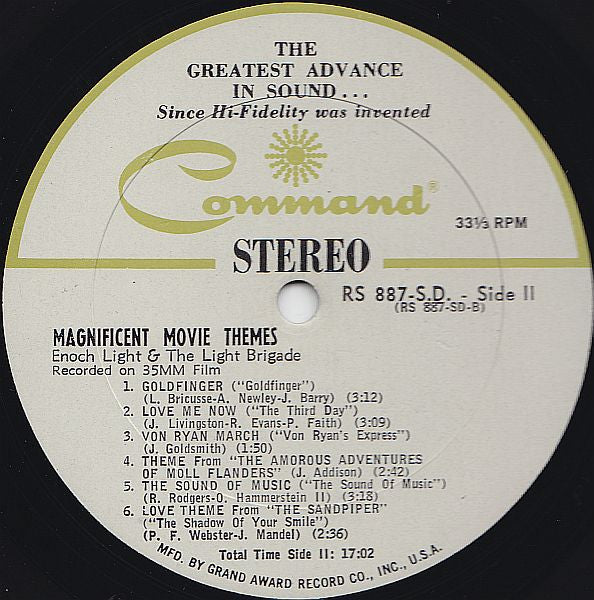 THE
GREATEST ADVANCE
IN SOUND...
Since Hi-Fidelity was invented
Command®
33⅓ RPM
STEREO
RS 887-S.D. - Side II
(RS 887-SD-B)
MAGNIFICENT MOVIE THEMES
Enoch Light & The Light Brigade
Recorded on 35MM Film
1. GOLDFINGER ("Goldfinger")
(L. Bricusse-A. Newley-J. Barry) (3:12)
2. LOVE ME NOW ("The Third Day")
(J. Livingston-R. Evans-P. Faith) (3:09)
3. VON RYAN MARCH ("Von Ryan's Express")
(J. Goldsmith) (1:50)
4. THEME From "THE AMOROUS ADVENTURES
OF MOLL FLANDERS" (J. Addison) (2:42)
5. THE SOUND OF MUSIC ("The Sound Of Music")
(R. Rodgers-O. Hammerstein II) (3:18)
6. LOVE THEME From "THE SANDPIPER"
("The Shadow Of Your Smile")
(P. F. Webster-J. Mandel) (2:36)
Total Time Side II: 17:02
MFD. BY GRAND AWARD RECORD CO., INC., U.S.A.